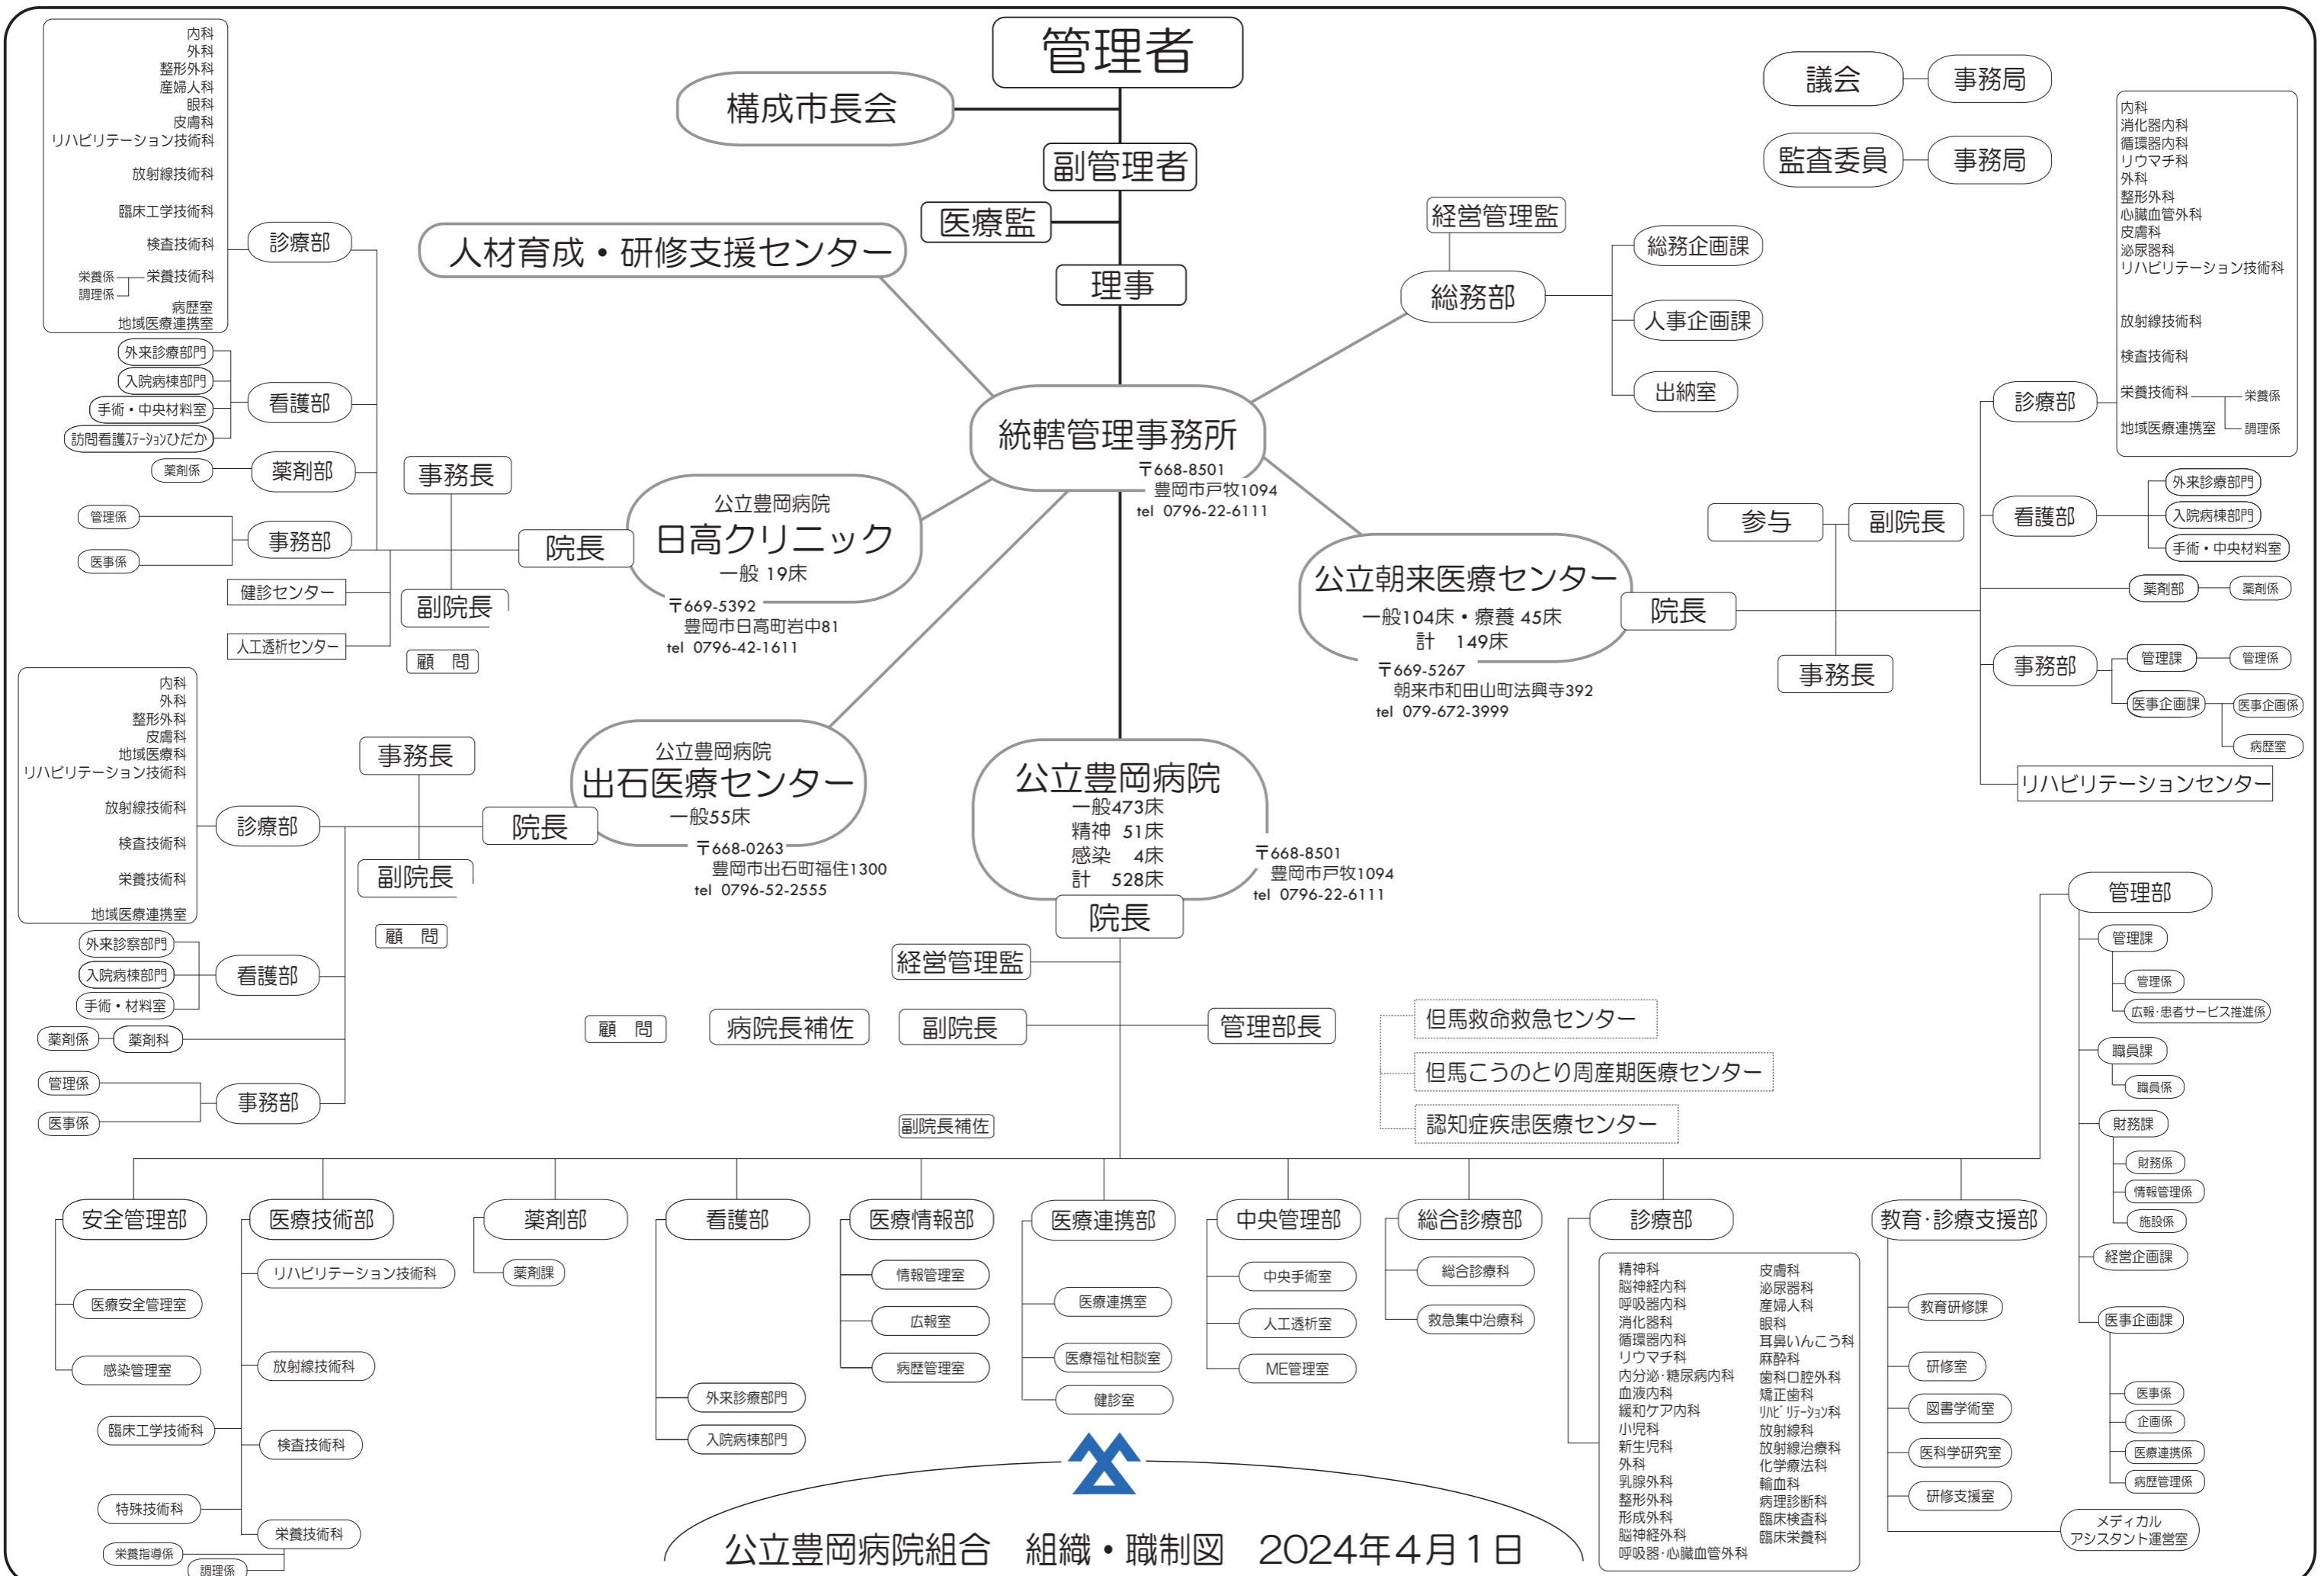 管理者
構成市長会
副管理者
医療監
理事
人材育成・研修支援センター
議会
事務局
監査委員
事務局
経営管理監
総務部
総務企画課
人事企画課
出納室
統轄管理事務所
〒668-8501
豊岡市戸牧1094
tel 0796-22-6111
内科
外科
整形外科
産婦人科
眼科
皮膚科
リハビリテーション技術科
放射線技術科
臨床工学技術科
検査技術科
栄養係
栄養技術科
調理係
病歴室
地域医療連携室
診療部
外来診療部門
入院病棟部門
手術・中央材料室
訪問看護ステーションひだか
看護部
薬剤係
薬剤部
管理係
医事係
事務部
健診センター
人工透析センター
事務長
院長
副院長
顧 問
公立豊岡病院
日高クリニック
一般 19床
〒669-5392
豊岡市日高町岩中81
tel 0796-42-1611
内科
外科
整形外科
皮膚科
地域医療科
リハビリテーション技術科
放射線技術科
検査技術科
栄養技術科
地域医療連携室
診療部
外来診察部門
入院病棟部門
手術・材料室
看護部
薬剤係
薬剤科
管理係
医事係
事務部
事務長
院長
副院長
顧 問
公立豊岡病院
出石医療センター
一般55床
〒668-0263
豊岡市出石町福住1300
tel 0796-52-2555
公立朝来医療センター
一般104床・療養 45床
計 149床
〒669-5267
朝来市和田山町法興寺392
tel 079-672-3999
院長
参与
副院長
事務長
内科
消化器内科
循環器内科
リウマチ科
外科
整形外科
心臓血管外科
皮膚科
泌尿器科
リハビリテーション技術科
放射線技術科
検査技術科
栄養技術科
栄養係
地域医療連携室
調理係
診療部
看護部
外来診療部門
入院病棟部門
手術・中央材料室
薬剤部
薬剤係
事務部
管理課
管理係
医事企画課
医事企画係
病歴室
リハビリテーションセンター
公立豊岡病院
一般473床
精神 51床
感染 4床
計 528床
〒668-8501
豊岡市戸牧1094
tel 0796-22-6111
院長
経営管理監
顧 問
病院長補佐
副院長
管理部長
副院長補佐
但馬救命救急センター
但馬こうのとり周産期医療センター
認知症疾患医療センター
管理部
管理課
管理係
広報・患者サービス推進係
職員課
職員係
財務課
財務係
情報管理係
施設係
経営企画課
医事企画課
医事係
企画係
医療連携係
病歴管理係
安全管理部
医療安全管理室
感染管理室
医療技術部
リハビリテーション技術科
放射線技術科
臨床工学技術科
検査技術科
特殊技術科
栄養技術科
栄養指導係
調理係
薬剤部
薬剤課
看護部
外来診療部門
入院病棟部門
医療情報部
情報管理室
広報室
病歴管理室
医療連携部
医療連携室
医療福祉相談室
健診室
中央管理部
中央手術室
人工透析室
ME管理室
総合診療部
総合診療科
救急集中治療科
診療部
精神科
脳神経内科
呼吸器内科
消化器科
循環器内科
リウマチ科
内分泌・糖尿病内科
血液内科
緩和ケア内科
小児科
新生児科
外科
乳腺外科
整形外科
形成外科
脳神経外科
呼吸器・心臓血管外科
皮膚科
泌尿器科
産婦人科
眼科
耳鼻いんこう科
麻酔科
歯科口腔外科
矯正歯科
リハビリテーション科
放射線科
放射線治療科
化学療法科
輸血科
病理診断科
臨床検査科
臨床栄養科
教育・診療支援部
教育研修課
研修室
図書学術室
医科学研究室
研修支援室
メディカル
アシスタント運営室
公立豊岡病院組合 組織・職制図 2024年4月1日